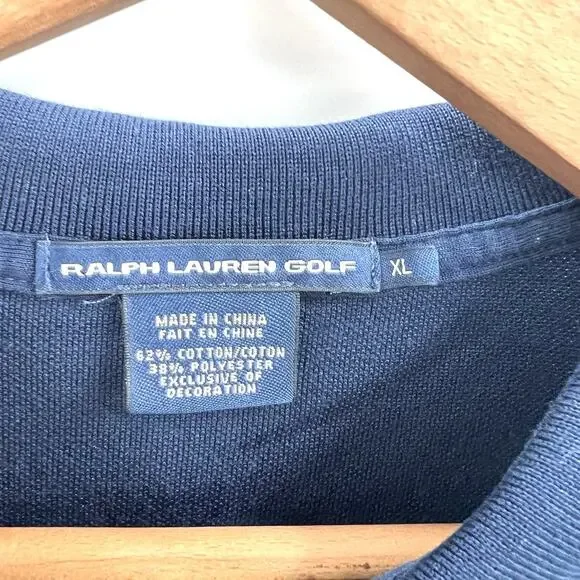 RALPH LAUREN GOLF XL
MADE IN CHINA
FAIT EN CHINE
62% COTTON/COTON
38% POLYESTER
EXCLUSIVE OF
DECORATION